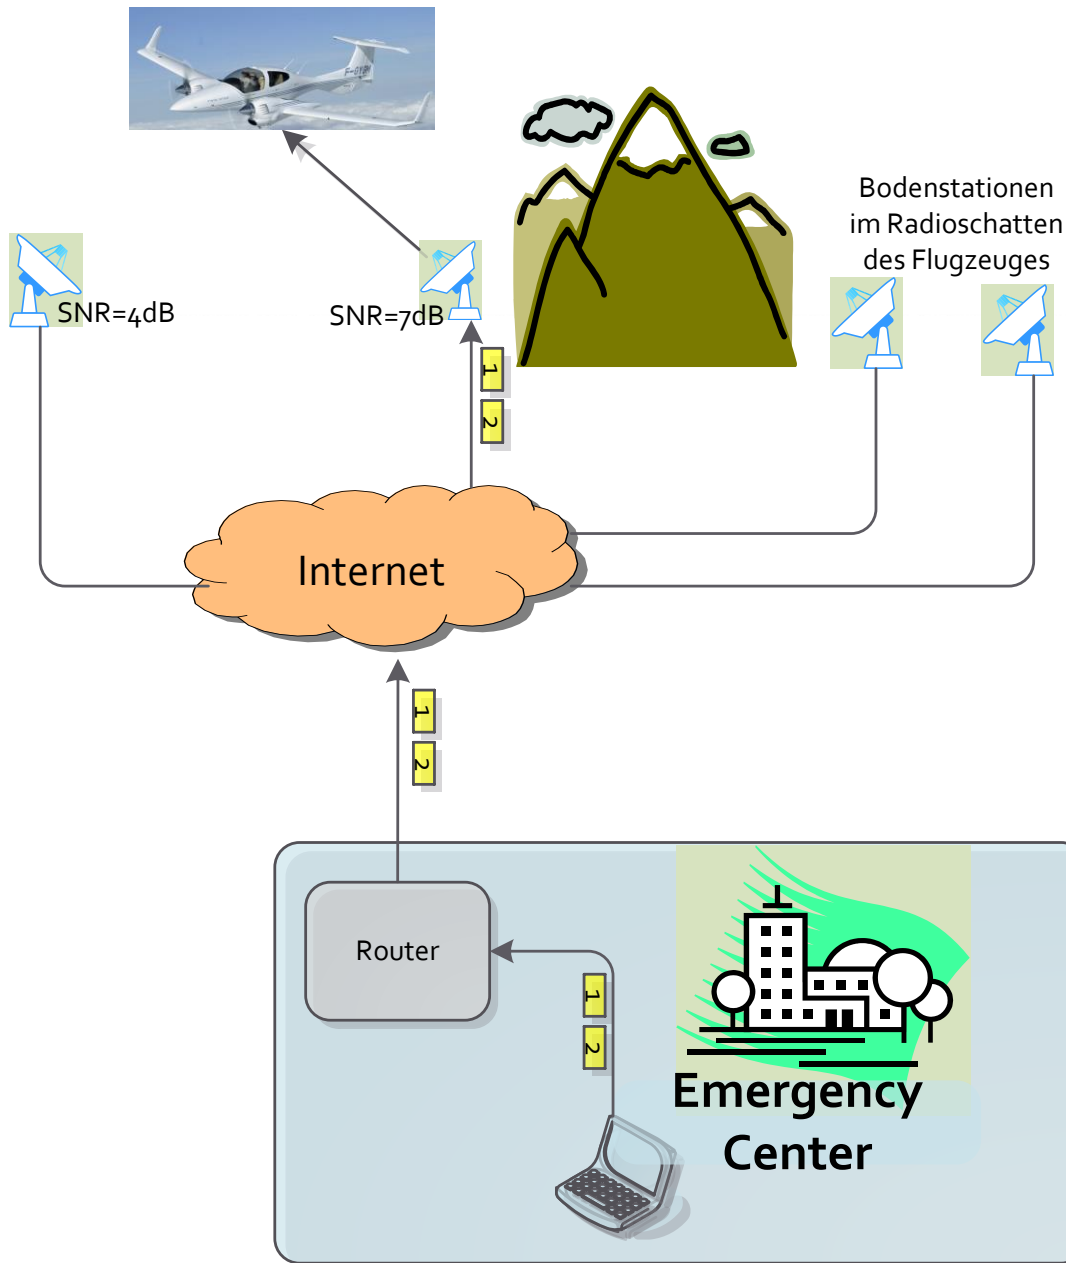 Bodenstationen
im Radioschatten
des Flugzeuges
SNR=4dB
SNR=7dB
1
2
Internet
1
2
Router
1
2
Emergency
Center